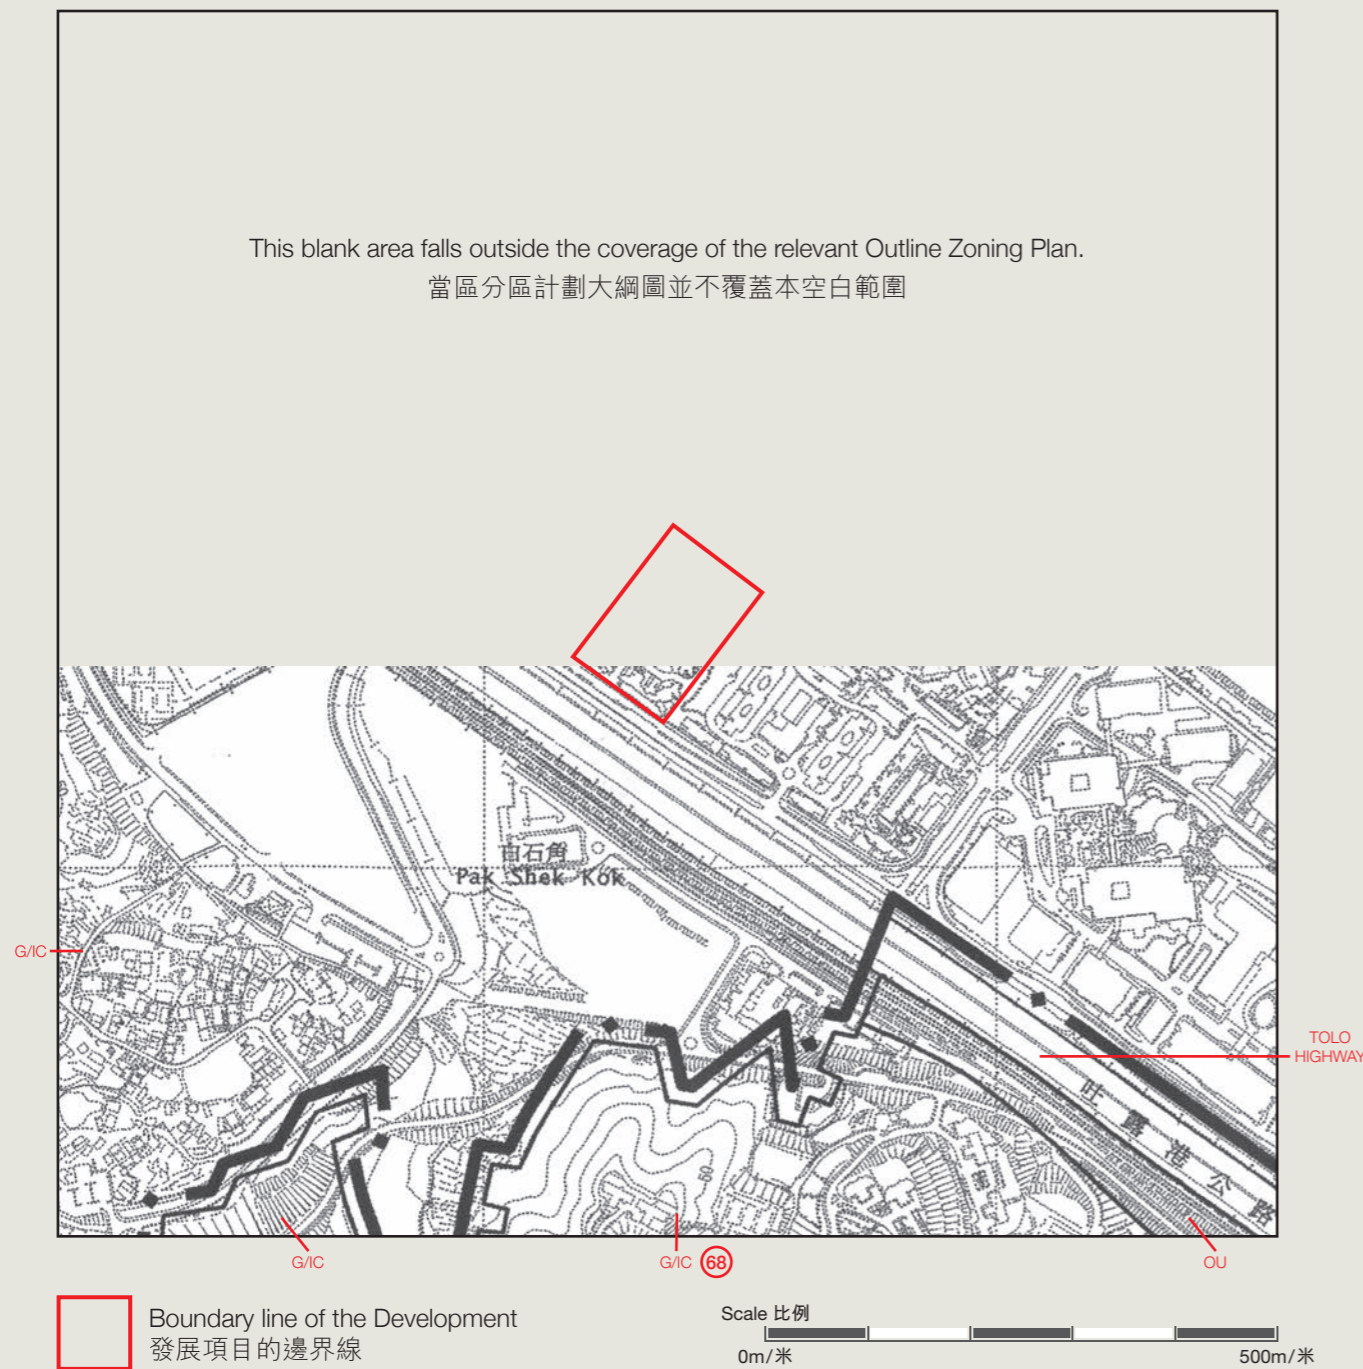 This blank area falls outside the coverage of the relevant Outline Zoning Plan.
當區分區計劃大綱圖並不覆蓋本空白範圍
白石角
Pak Shek Kok
G/IC
TOLO
HIGHWAY
吐露港公路
50
G/IC
G/IC 68
OU
Boundary line of the Development
發展項目的邊界線
Scale 比例
0m/米
500m/米